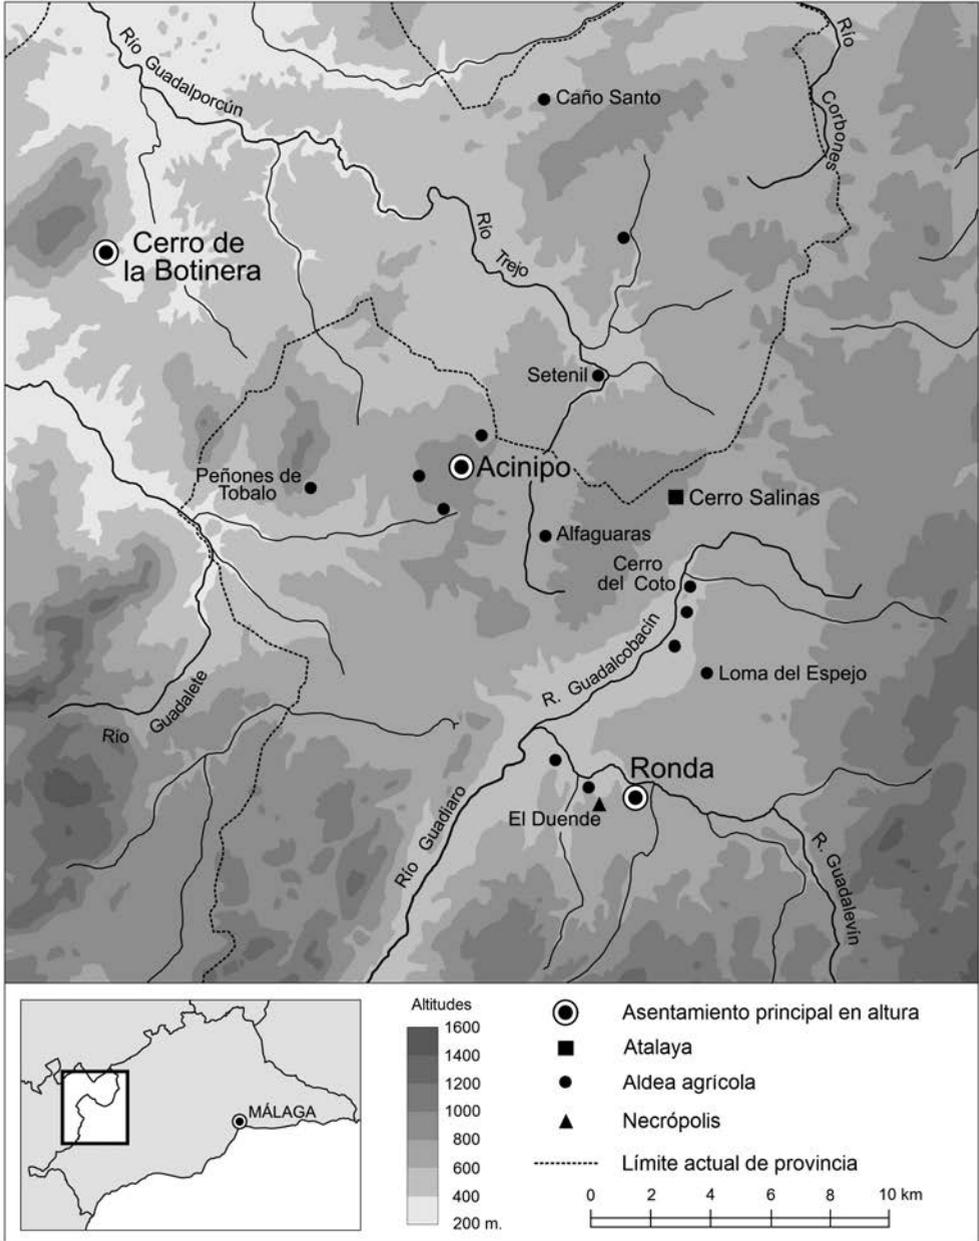 Río Guadalporcún
Río Corbones
Caño Santo
Cerro de
la Botinera
Río Trejo
Setenil
Acinipo
Peñones de
Tobalo
Cerro Salinas
Alfaguaras
Cerro
del Coto
R. Guadalcobacín
Loma del Espejo
Río Guadalete
Ronda
El Duende
Río Guadiaro
R. Guadalevín
MÁLAGA
Altitudes
1600
1400
1200
1000
800
600
400
200 m.
Asentamiento principal en altura
Atalaya
Aldea agrícola
Necrópolis
Límite actual de provincia
0 2 4 6 8 10 km